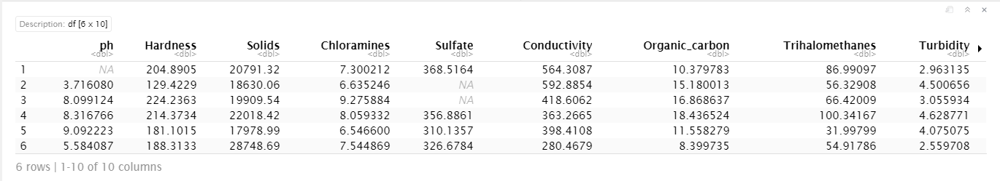 Description: df [6 x 10]
ph Hardness Solids Chloramines Sulfate Conductivity Organic_carbon Trihalomethanes Turbidity
<dbl> <dbl> <dbl> <dbl> <dbl> <dbl> <dbl> <dbl> <dbl>
1 NA 204.8905 20791.32 7.300212 368.5164 564.3087 10.379783 86.99097 2.963135
2 3.716080 129.4229 18630.06 6.635246 NA 592.8854 15.180013 56.32908 4.500656
3 8.099124 224.2363 19909.54 9.275884 NA 418.6062 16.868637 66.42009 3.055934
4 8.316766 214.3734 22018.42 8.059332 356.8861 363.2665 18.436524 100.34167 4.628771
5 9.092223 181.1015 17978.99 6.546600 310.1357 398.4108 11.558279 31.99799 4.075075
6 5.584087 188.3133 28748.69 7.544869 326.6784 280.4679 8.399735 54.91786 2.559708
6 rows | 1-10 of 10 columns